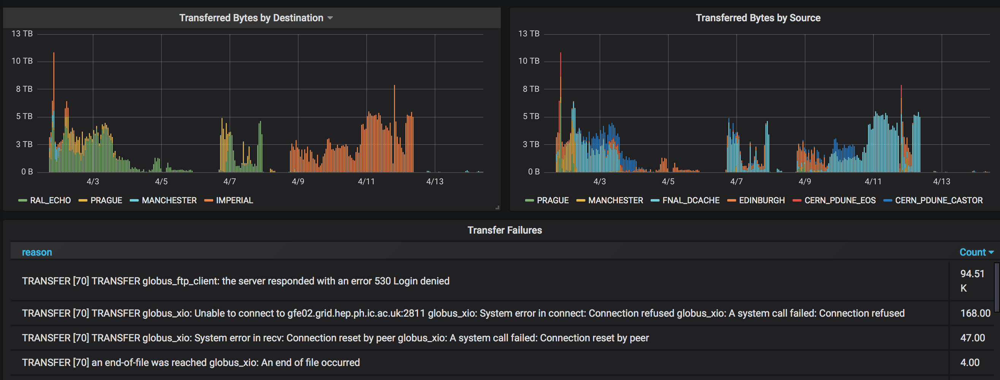 Transferred Bytes by Destination
13 TB
10 TB
8 TB
5 TB
3 TB
0 B
4/3 4/5 4/7 4/9 4/11 4/13
RAL_ECHO PRAGUE MANCHESTER IMPERIAL
Transferred Bytes by Source
13 TB
10 TB
8 TB
5 TB
3 TB
0 B
4/3 4/5 4/7 4/9 4/11 4/13
PRAGUE MANCHESTER FNAL_DCACHE EDINBURGH CERN_PDUNE_EOS CERN_PDUNE_CASTOR
Transfer Failures
reason Count
TRANSFER [70] TRANSFER globus_ftp_client: the server responded with an error 530 Login denied 94.51
K
TRANSFER [70] TRANSFER globus_xio: Unable to connect to gfe02.grid.hep.ph.ic.ac.uk:2811 globus_xio: System error in connect: Connection refused globus_xio: A system call failed: Connection refused 168.00
TRANSFER [70] TRANSFER globus_xio: System error in recv: Connection reset by peer globus_xio: A system call failed: Connection reset by peer 47.00
TRANSFER [70] an end-of-file was reached globus_xio: An end of file occurred 4.00